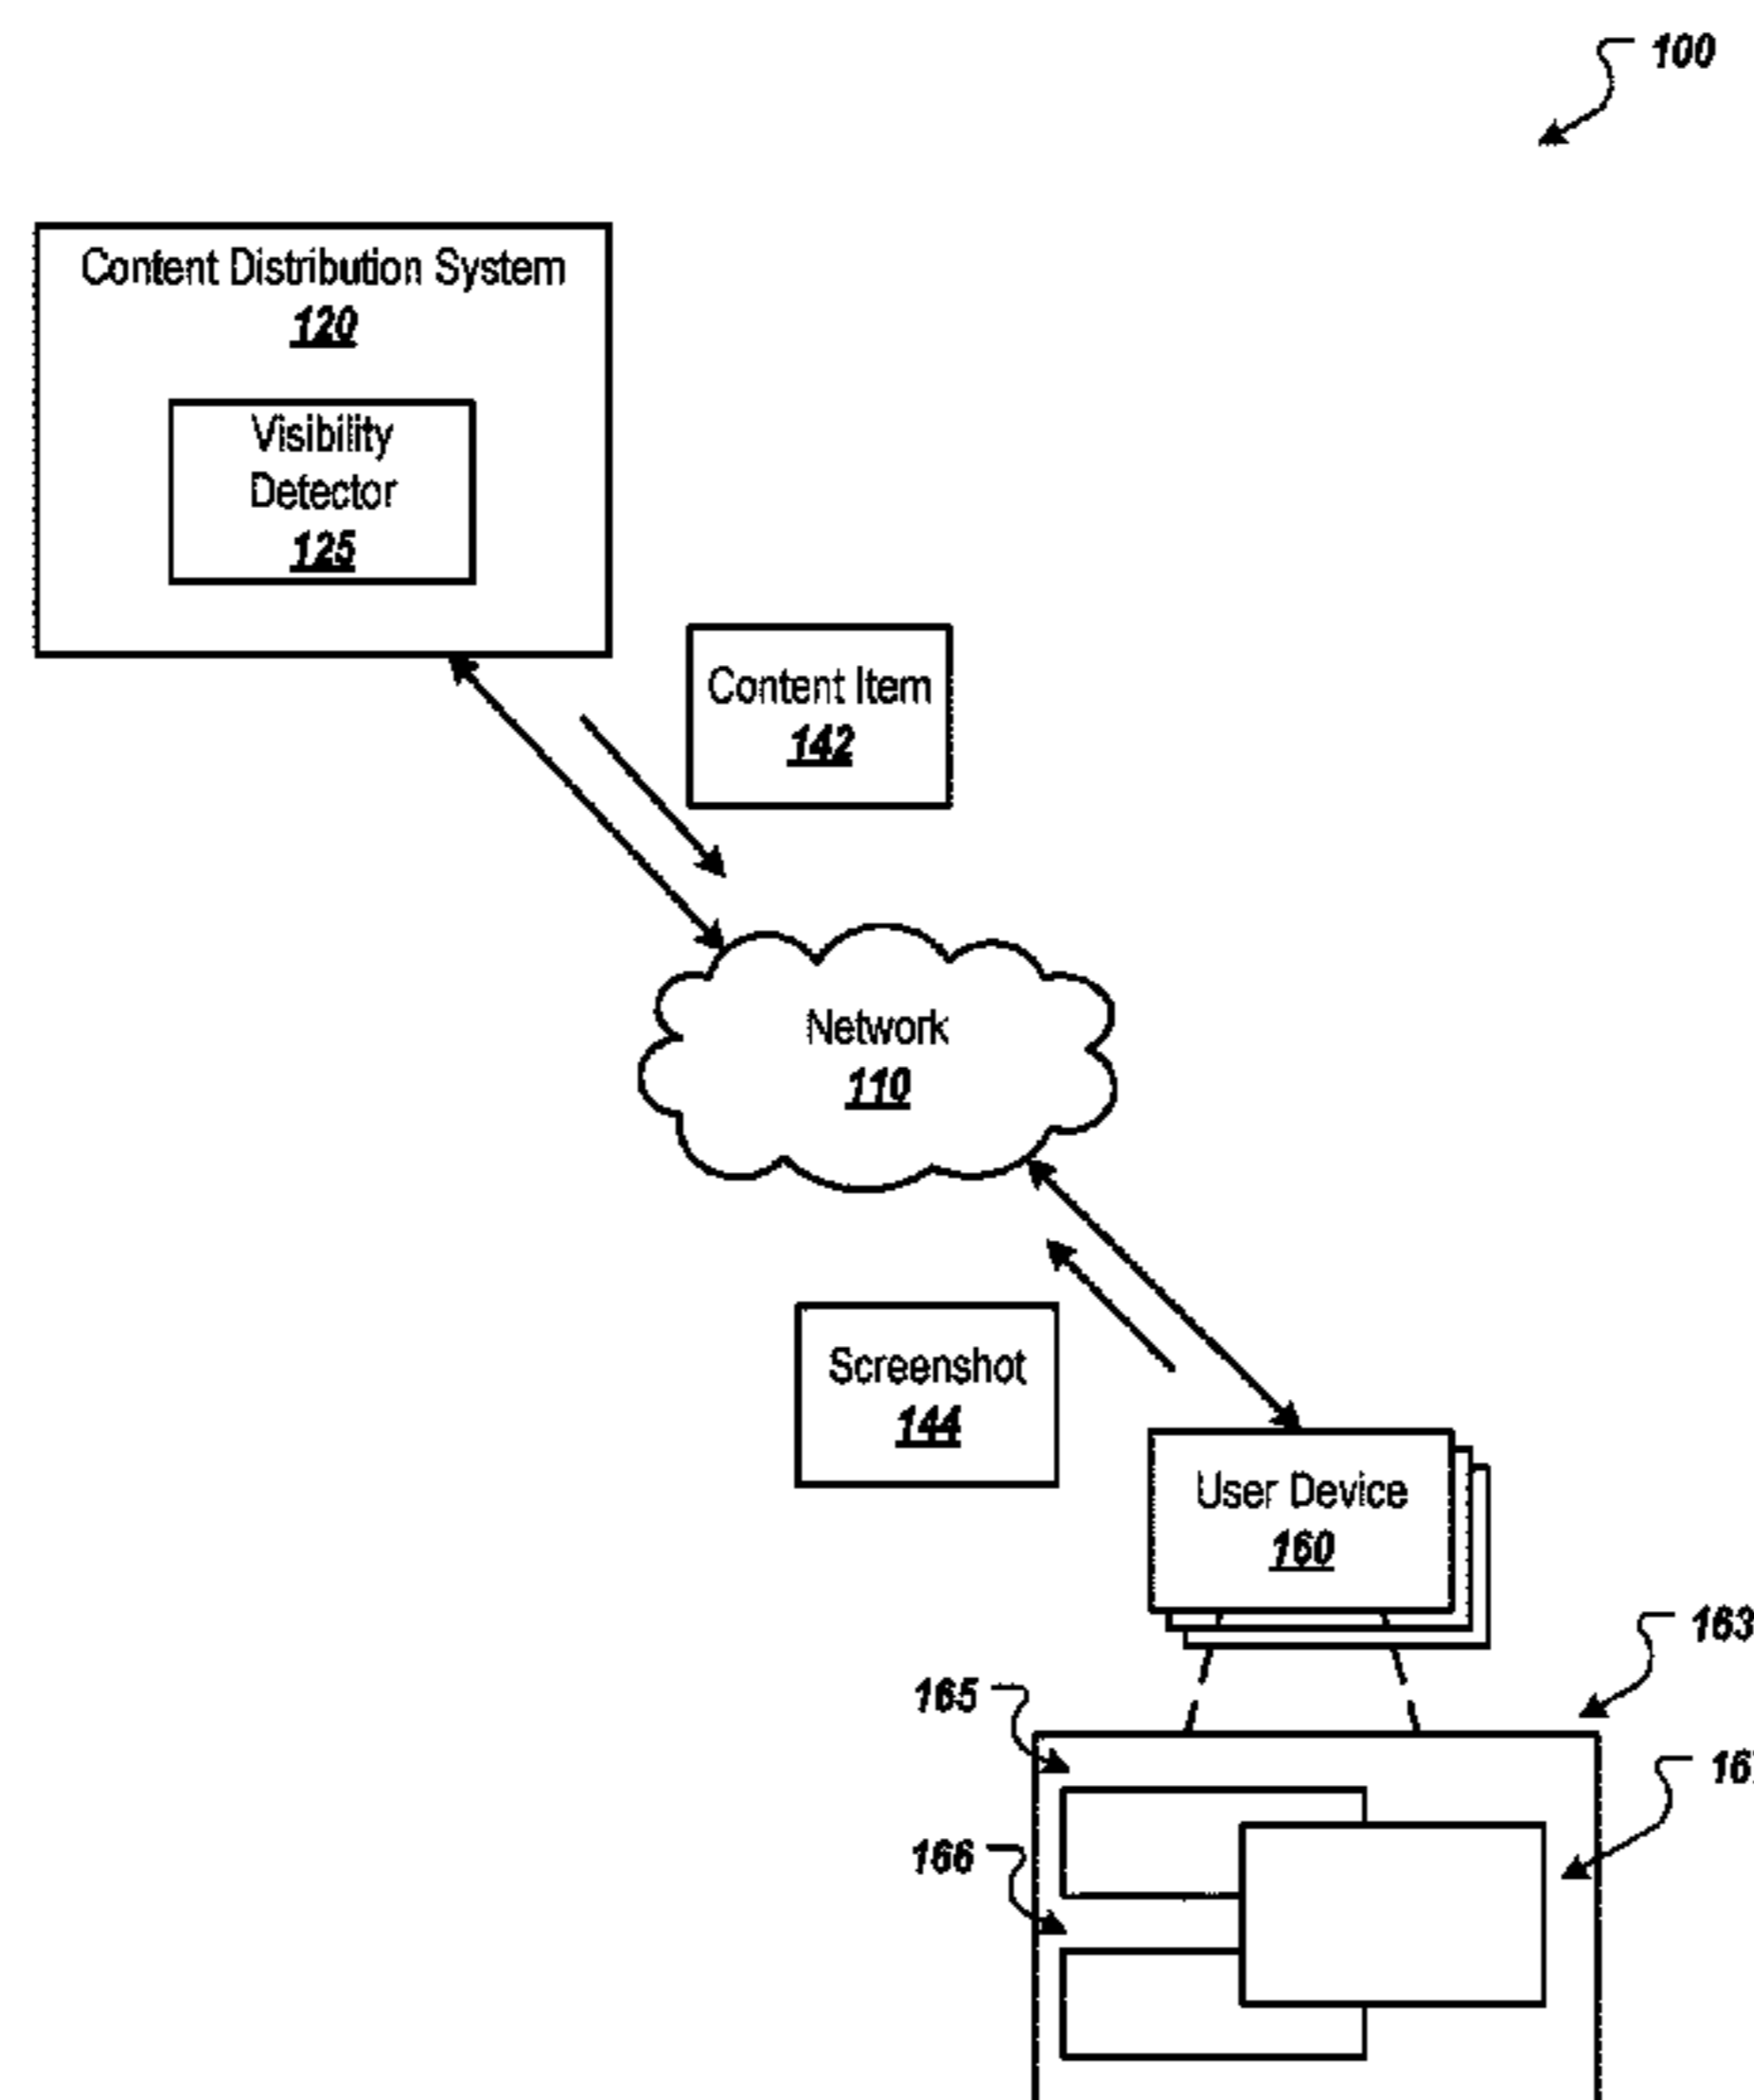 100
Content Distribution System
120
Visibility
Detector
125
Content Item
142
Network
110
Screenshot
144
User Device
160
163
165
166